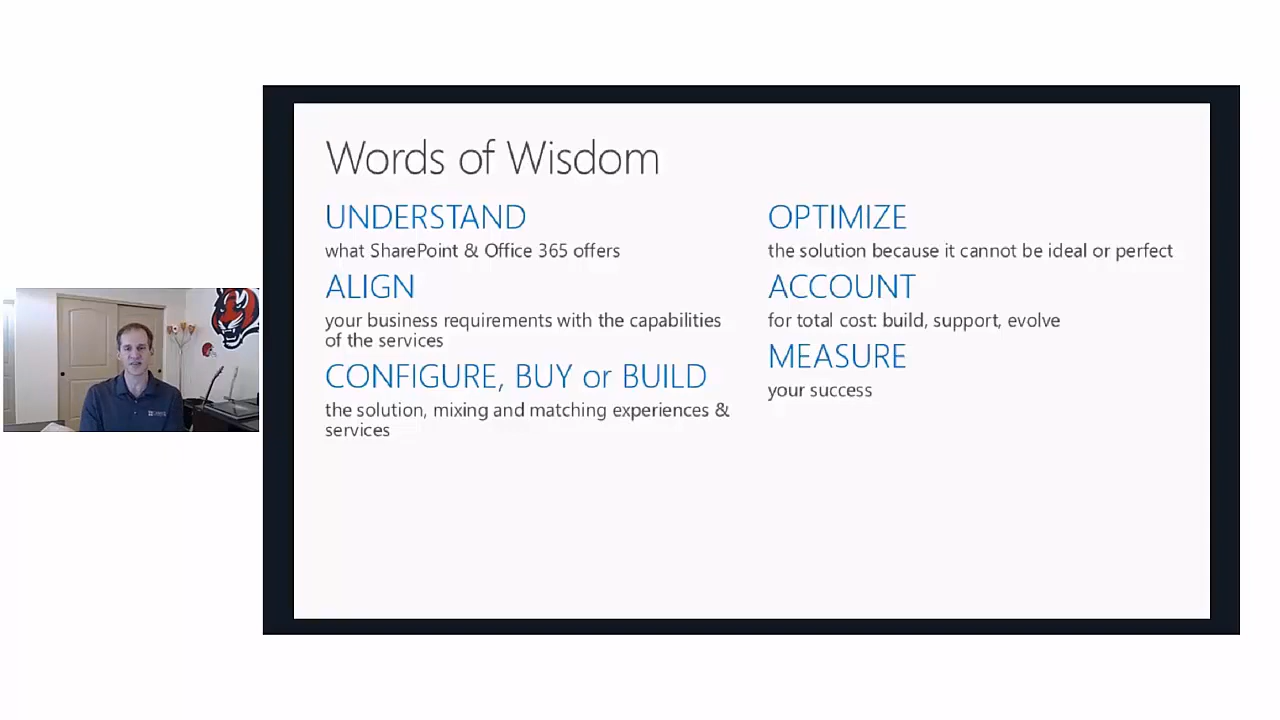 Words of Wisdom
UNDERSTAND
what SharePoint & Office 365 offers
ALIGN
your business requirements with the capabilities
of the services
CONFIGURE, BUY or BUILD
the solution, mixing and matching experiences &
services
OPTIMIZE
the solution because it cannot be ideal or perfect
ACCOUNT
for total cost: build, support, evolve
MEASURE
your success